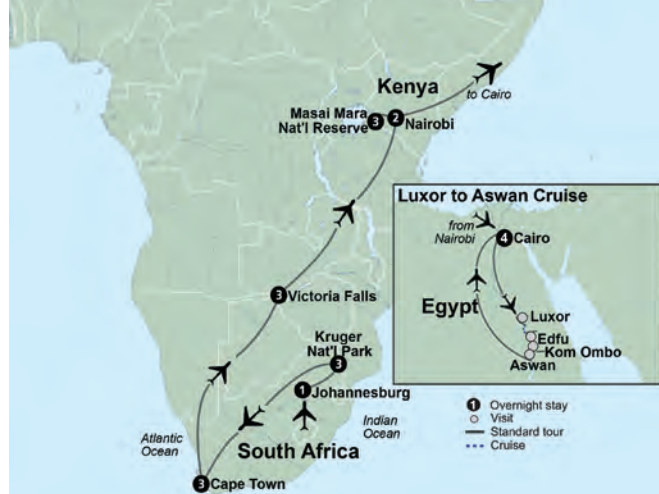 Kenya
to Cairo
Masai Mara
Nat'l Reserve
3
2
Nairobi
Luxor to Aswan Cruise
from
Nairobi
4
Cairo
Egypt
Luxor
Edfu
Kom Ombo
Aswan
3
Victoria Falls
Kruger
Nat'l Park
3
1
Johannesburg
Indian
Ocean
South Africa
Atlantic
Ocean
3
Cape Town
1 Overnight stay
Visit
Standard tour
Cruise